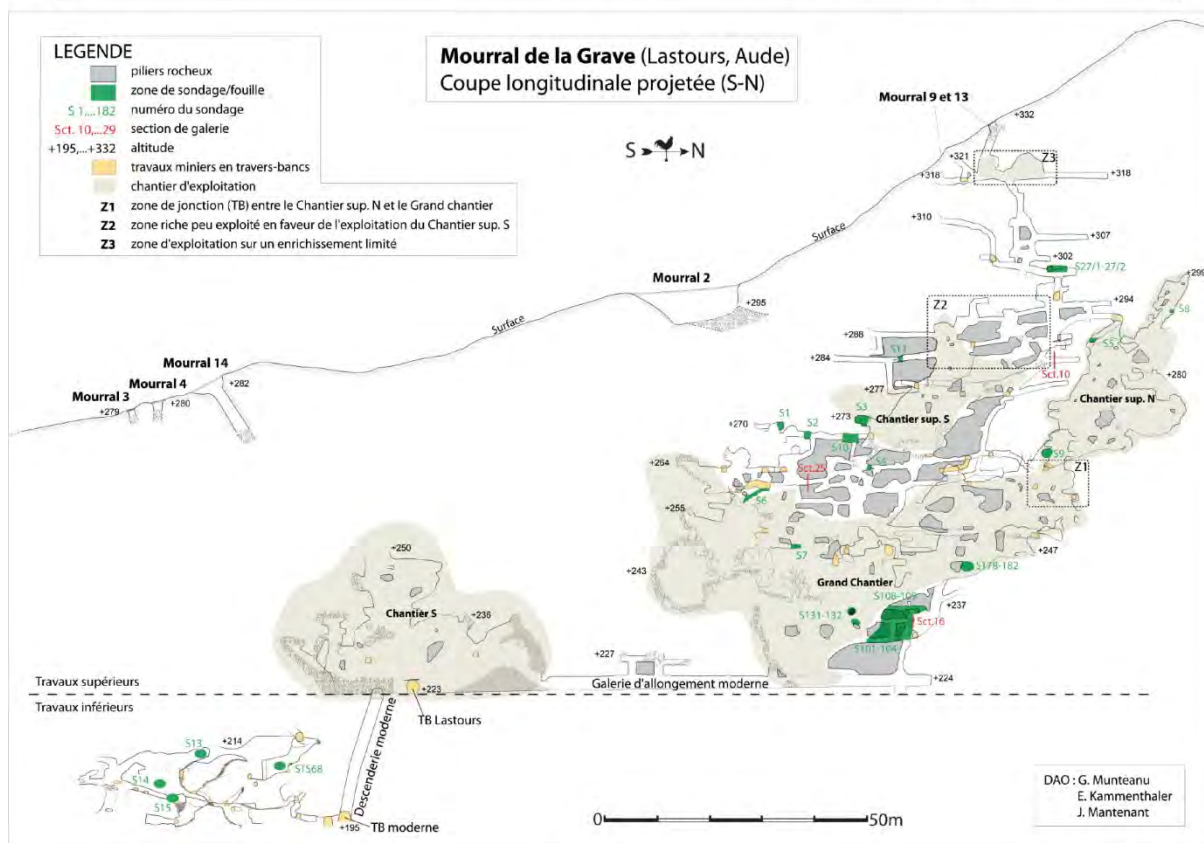 LEGENDE
piliers rocheux
zone de sondage/fouille
S 1,...182 numéro du sondage
Sct. 10,...29 section de galerie
+195,...+332 altitude
travaux miniers en travers-bancs
chantier d'exploitation
Z1 zone de jonction (TB) entre le Chantier sup. N et le Grand chantier
Z2 zone riche peu exploité en faveur de l'exploitation du Chantier sup. S
Z3 zone d'exploitation sur un enrichissement limité
Mourral de la Grave (Lastours, Aude)
Coupe longitudinale projetée (S-N)
S N
Mourral 9 et 13
+332
+321
Z3
+318
+318
Surface
+310
+307
+302
S27/1-27/2
Mourral 2
+295
+294
+299
S8
Z2
Surface
+288
S11
+284
S5
Sct.10
+280
Mourral 14
+282
Mourral 4
+280
Mourral 3
+279
+277
Chantier sup. N
S1
+270
S2
+273
S3
Chantier sup. S
S10
S4
S9
Z1
+264
Sct.25
S6
+255
S7
+247
+250
+243
S178-182
Grand Chantier
Chantier S
+236
S108-109
+237
S131-132
Sct.16
S101-104
+227
Galerie d'allongement moderne
+224
+223
Travaux supérieurs
Travaux inférieurs
TB Lastours
Descenderie moderne
+214
S13
S1568
S14
S15
+195
TB moderne
0 50m
DAO : G. Munteanu
E. Kammenthaler
J. Mantenant